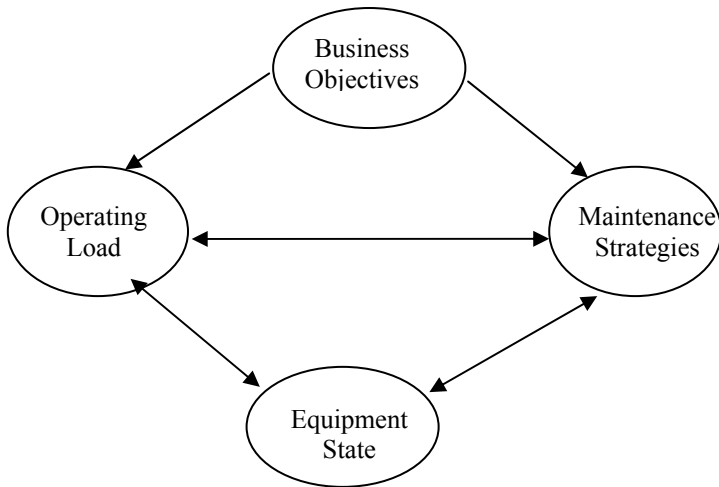 Business
Objectives
Operating
Load
Maintenance
Strategies
Equipment
State